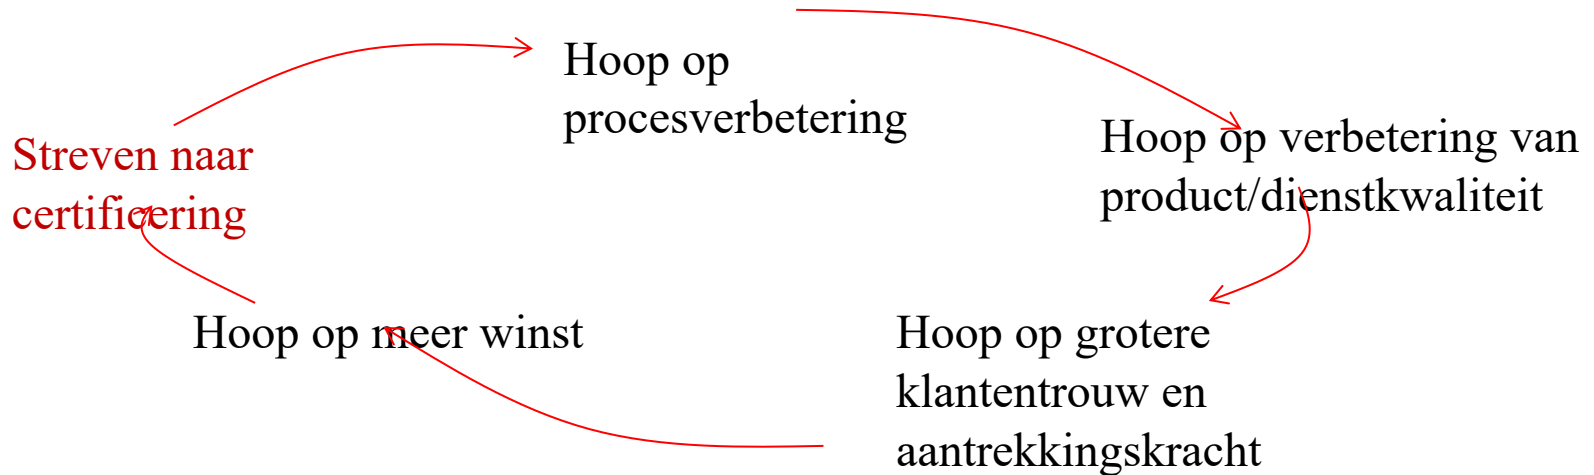 Hoop op
procesverbetering
Hoop op verbetering van
product/dienstkwaliteit
Streven naar
certificering
Hoop op meer winst
Hoop op grotere
klantentrouw en
aantrekkingskracht